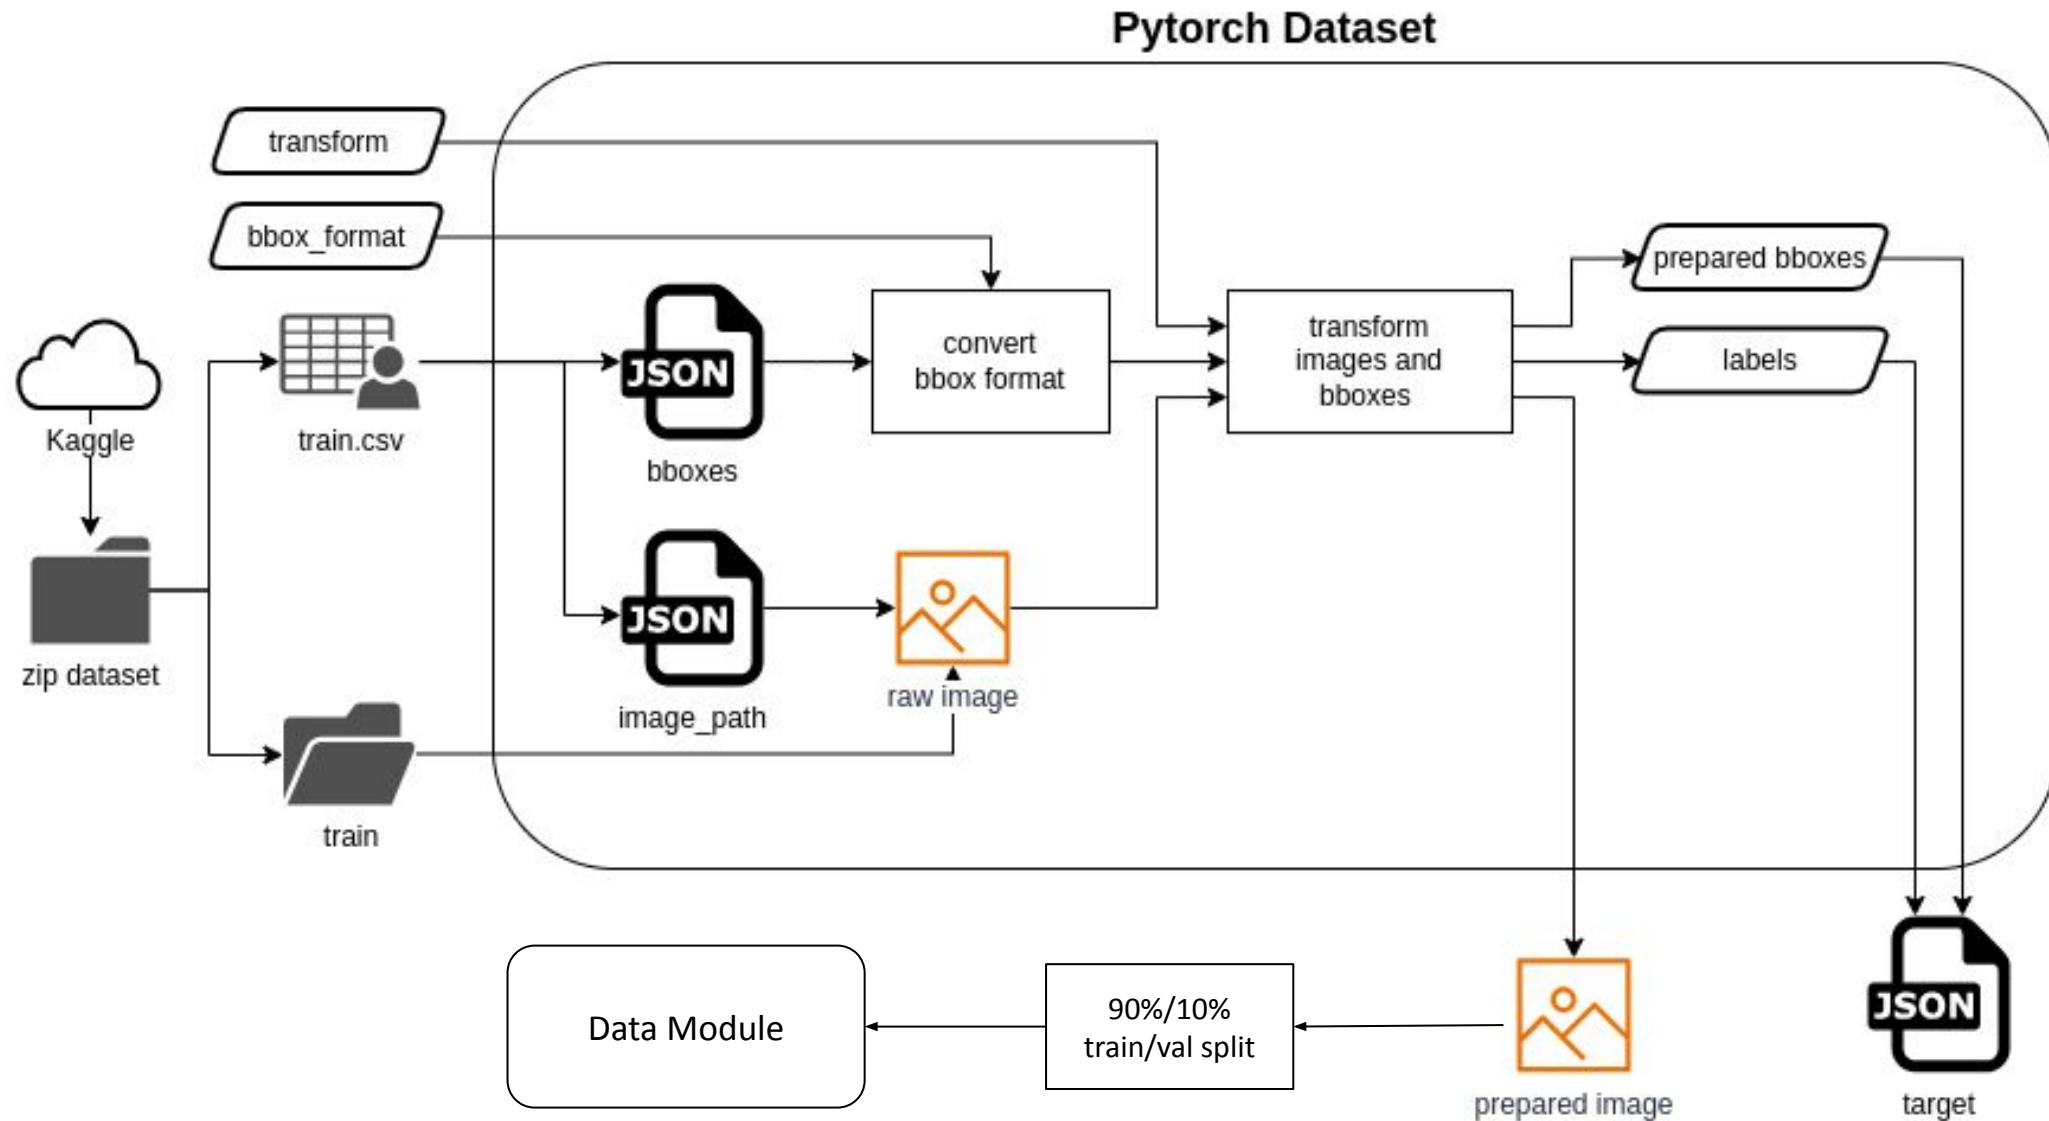 Pytorch Dataset
transform
bbox_format
prepared bboxes
labels
convert
bbox format
transform
images and
bboxes
JSON
bboxes
Kaggle
train.csv
zip dataset
JSON
image_path
raw image
train
Data Module
90%/10%
train/val split
prepared image
JSON
target